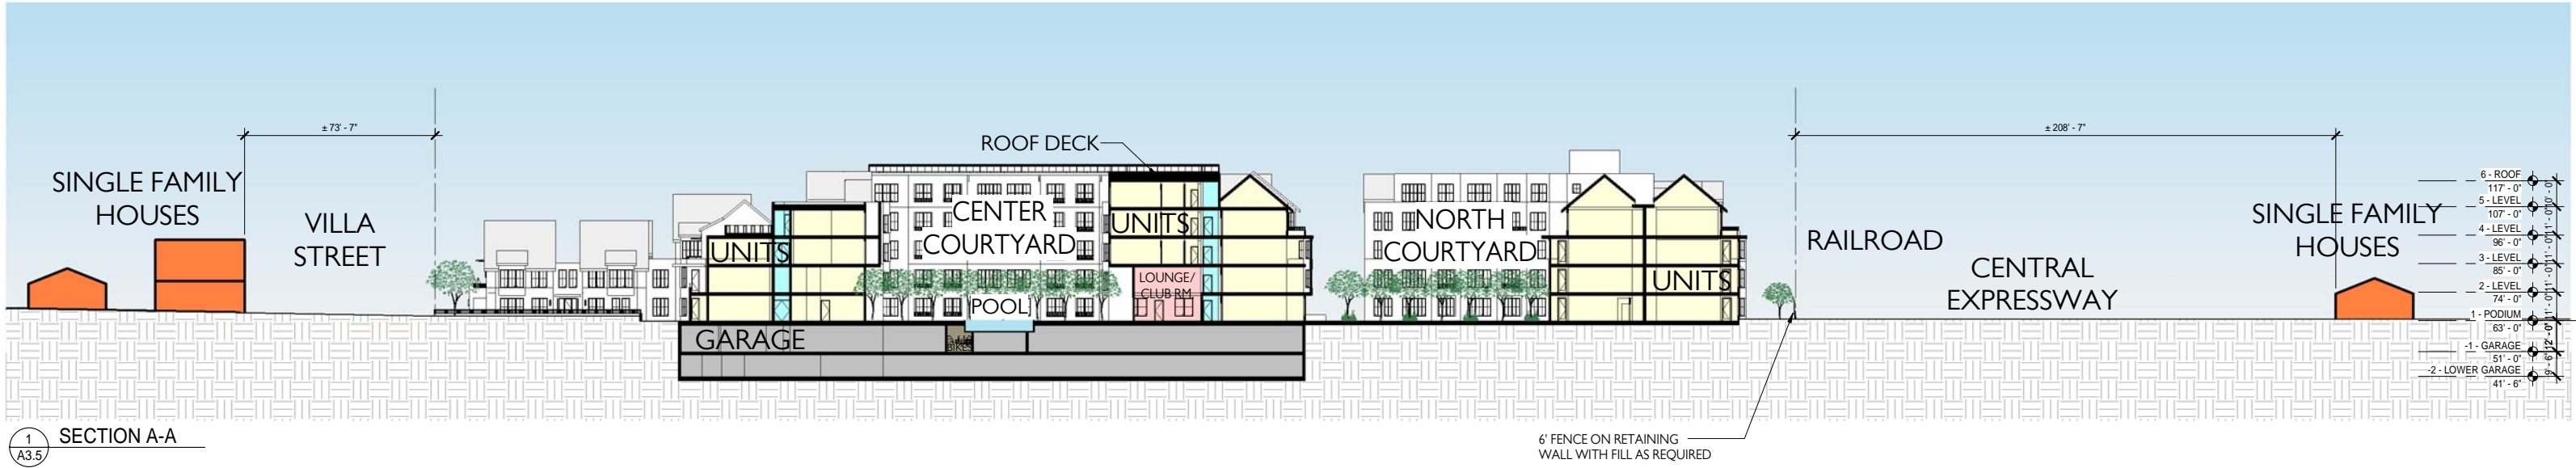 ± 73' - 7"
± 208' - 7"
ROOF DECK
SINGLE FAMILY
HOUSES
VILLA
STREET
UNITS
CENTER
COURTYARD
UNITS
LOUNGE/
CLUB RM
POOL
GARAGE
BIKES
NORTH
COURTYARD
UNITS
RAILROAD
CENTRAL
EXPRESSWAY
SINGLE FAMILY
HOUSES
6 - ROOF
117' - 0"
5 - LEVEL
107' - 0"
4 - LEVEL
96' - 0"
3 - LEVEL
85' - 0"
2 - LEVEL
74' - 0"
1 - PODIUM
63' - 0"
-1 - GARAGE
51' - 0"
-2 - LOWER GARAGE
41' - 6"
1
A3.5
SECTION A-A
6' FENCE ON RETAINING
WALL WITH FILL AS REQUIRED